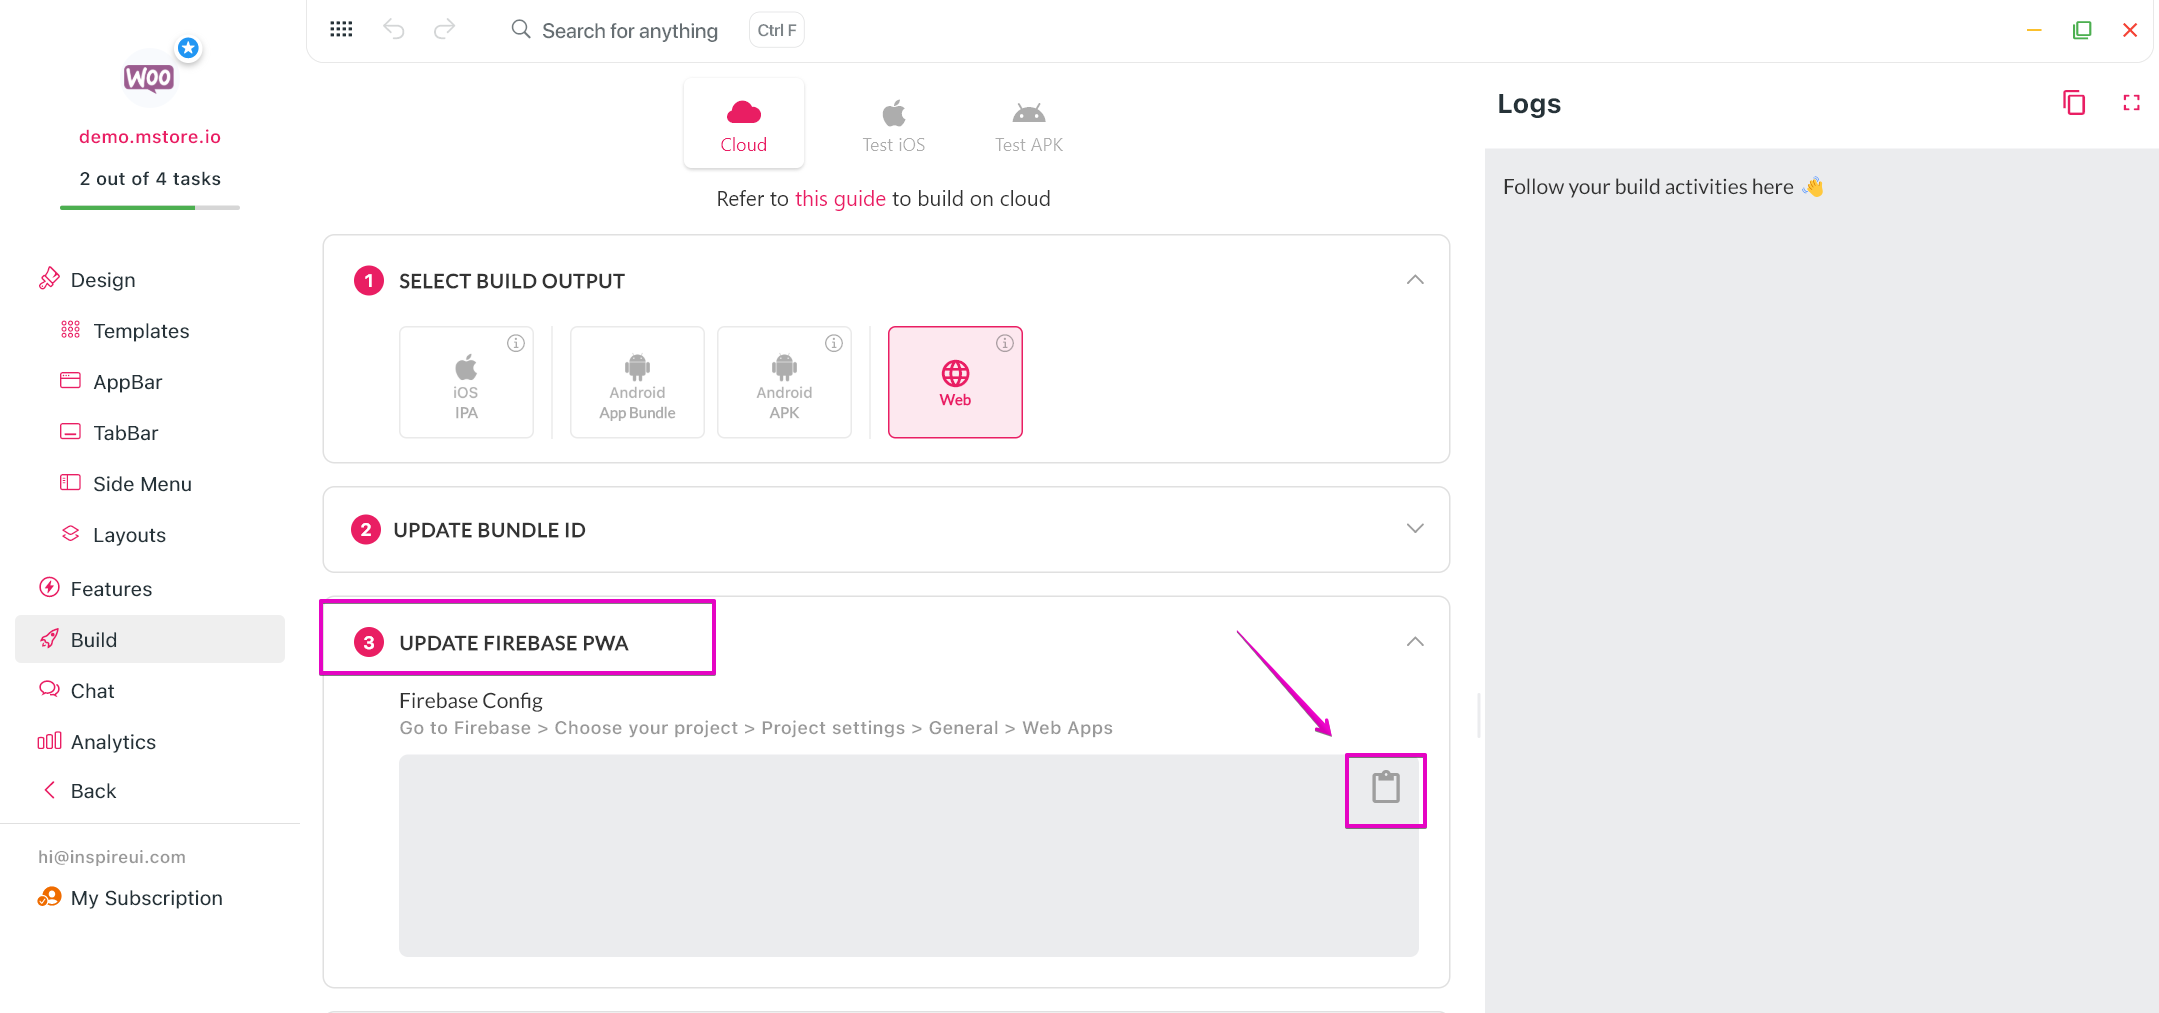 WOO
demo.mstore.io
2 out of 4 tasks
Design
Templates
AppBar
TabBar
Side Menu
Layouts
Features
Build
Chat
Analytics
Back
hi@inspireui.com
My Subscription
Search for anything
Ctrl F
Cloud
Test iOS
Test APK
Refer to this guide to build on cloud
1 SELECT BUILD OUTPUT
iOS
IPA
Android
App Bundle
Android
APK
Web
2 UPDATE BUNDLE ID
3 UPDATE FIREBASE PWA
Firebase Config
Go to Firebase > Choose your project > Project settings > General > Web Apps
Logs
Follow your build activities here 👋